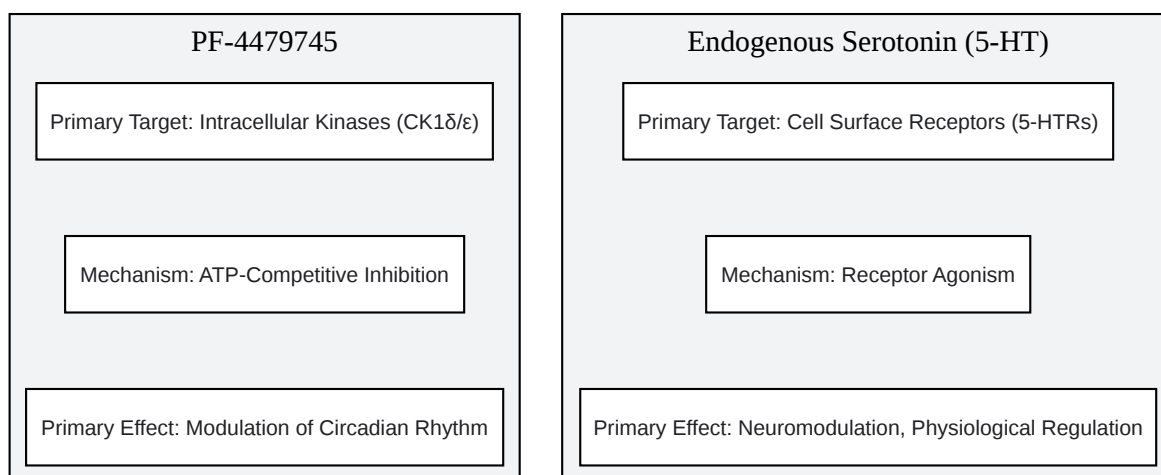 PF-4479745
Primary Target: Intracellular Kinases (CK1δ/ε)
Mechanism: ATP-Competitive Inhibition
Primary Effect: Modulation of Circadian Rhythm
Endogenous Serotonin (5-HT)
Primary Target: Cell Surface Receptors (5-HTRs)
Mechanism: Receptor Agonism
Primary Effect: Neuromodulation, Physiological Regulation